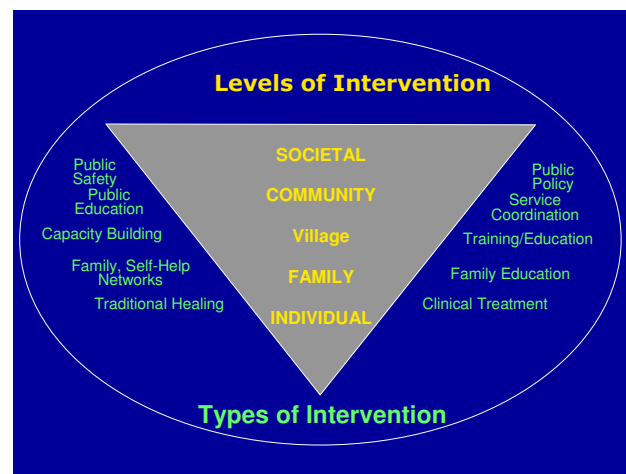 Levels of Intervention
SOCIETAL
COMMUNITY
Village
FAMILY
INDIVIDUAL
Public
Safety
Public
Education
Capacity Building
Family, Self-Help
Networks
Traditional Healing
Public
Policy
Service
Coordination
Training/Education
Family Education
Clinical Treatment
Types of Intervention